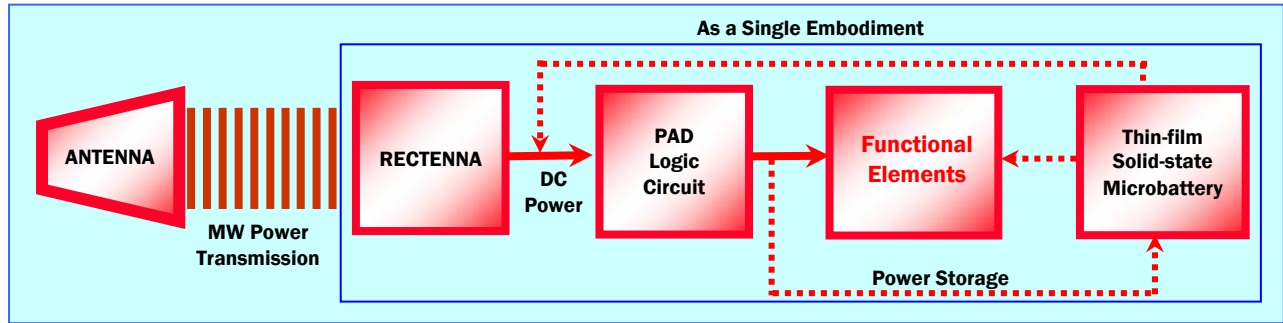 As a Single Embodiment
ANTENNA
MW Power
Transmission
RECTENNA
DC
Power
PAD
Logic
Circuit
Functional
Elements
Thin-film
Solid-state
Microbattery
Power Storage